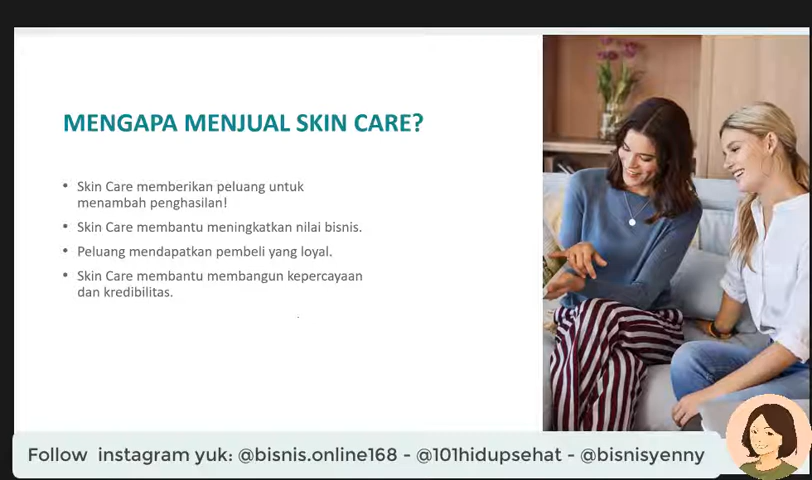 MENGAPA MENJUAL SKIN CARE?
• Skin Care memberikan peluang untuk
menambah penghasilan!
• Skin Care membantu meningkatkan nilai bisnis.
• Peluang mendapatkan pembeli yang loyal.
• Skin Care membantu membangun kepercayaan
dan kredibilitas.
Follow instagram yuk: @bisnis.online168 - @101hidupsehat - @bisnisyenny